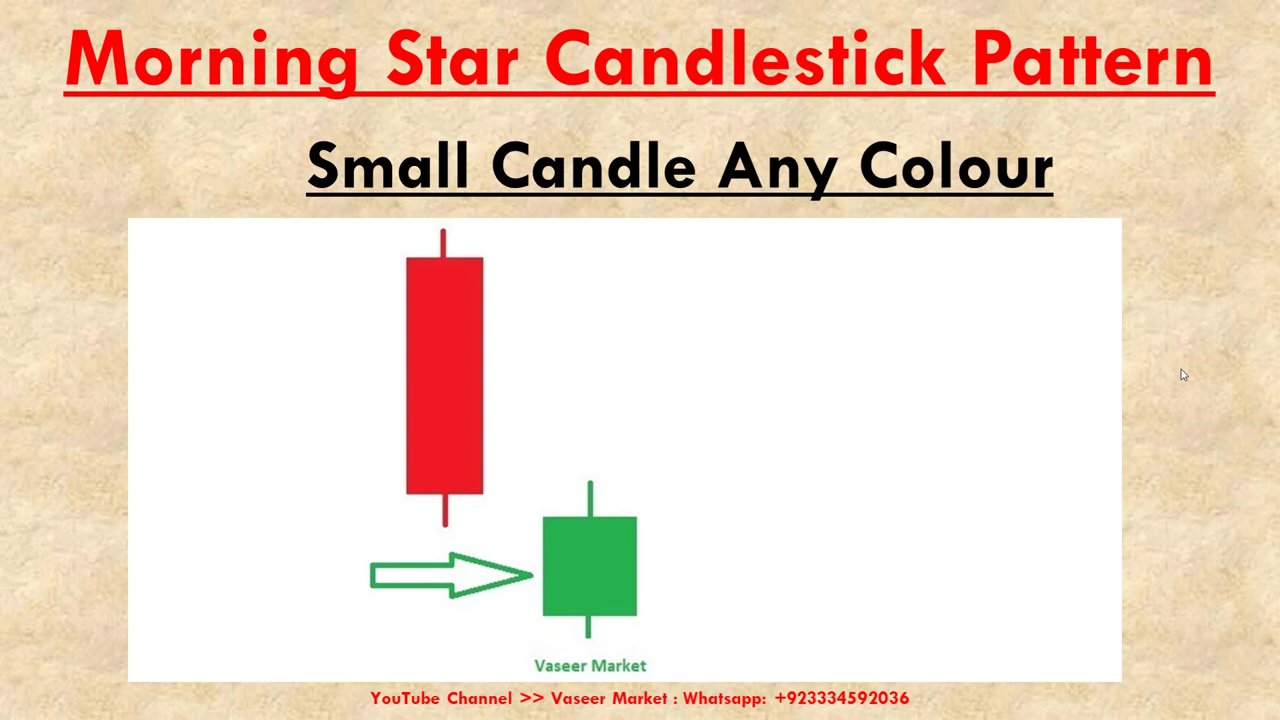 Morning Star Candlestick Pattern
Small Candle Any Colour
Vaseer Market
YouTube Channel >> Vaseer Market : Whatsapp: +923334592036